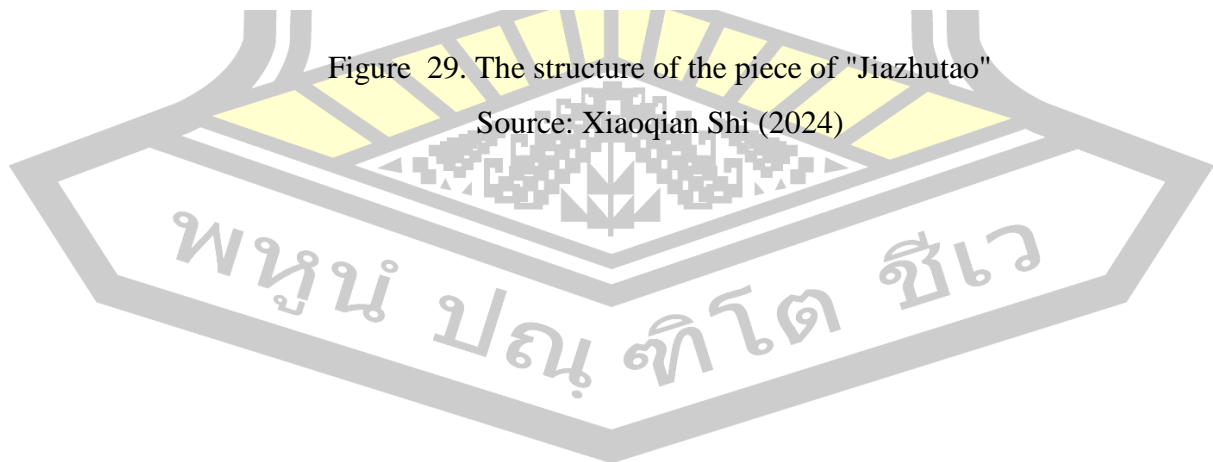 Figure 29. The structure of the piece of "Jiazhutao"
Source: Xiaoqian Shi (2024)
พหูนํ ปณฺฑิโต ชีเว